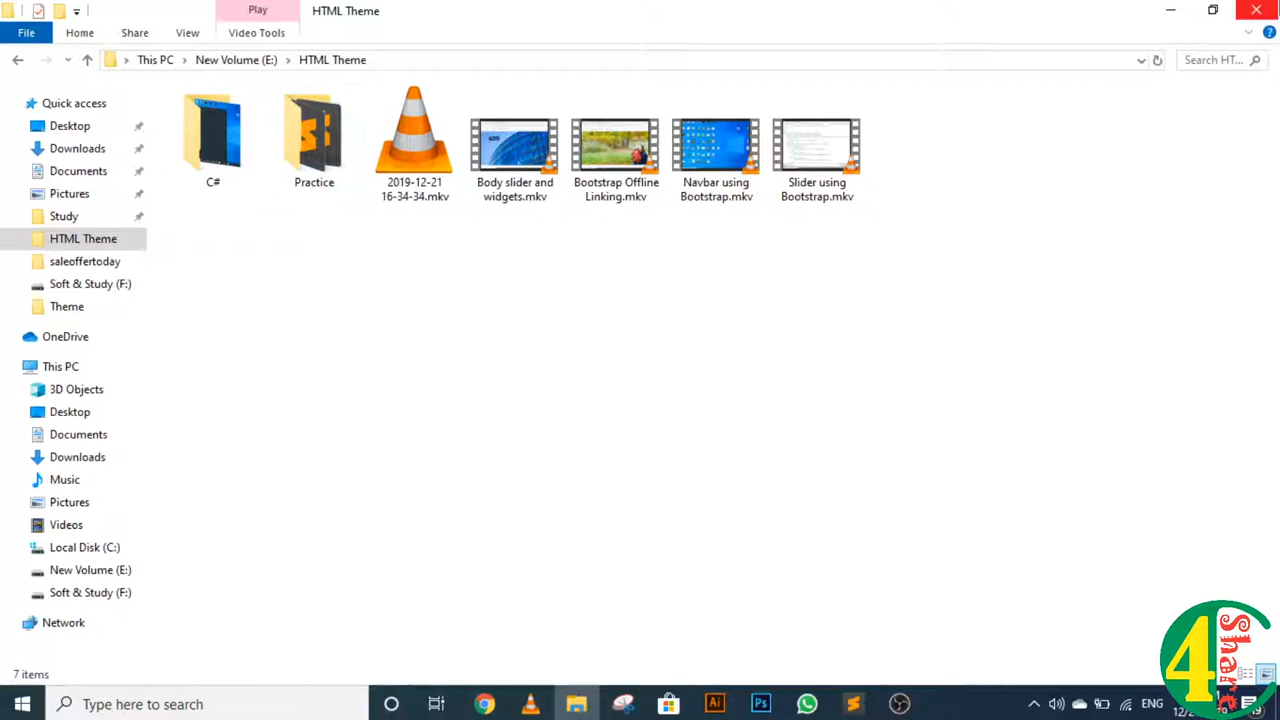 Play
HTML Theme
File
Home
Share
View
Video Tools
This PC
New Volume (E:)
HTML Theme
Search HT...
Quick access
Desktop
Downloads
Documents
Pictures
Study
HTML Theme
saleoffertoday
Soft & Study (F:)
Theme
OneDrive
This PC
3D Objects
Desktop
Documents
Downloads
Music
Pictures
Videos
Local Disk (C:)
New Volume (E:)
Soft & Study (F:)
Network
C#
Practice
2019-12-21
16-34-34.mkv
Body slider and
widgets.mkv
Bootstrap Offline
Linking.mkv
Navbar using
Bootstrap.mkv
Slider using
Bootstrap.mkv
7 items
4
Share
Type here to search
Ai
Ps
ENG